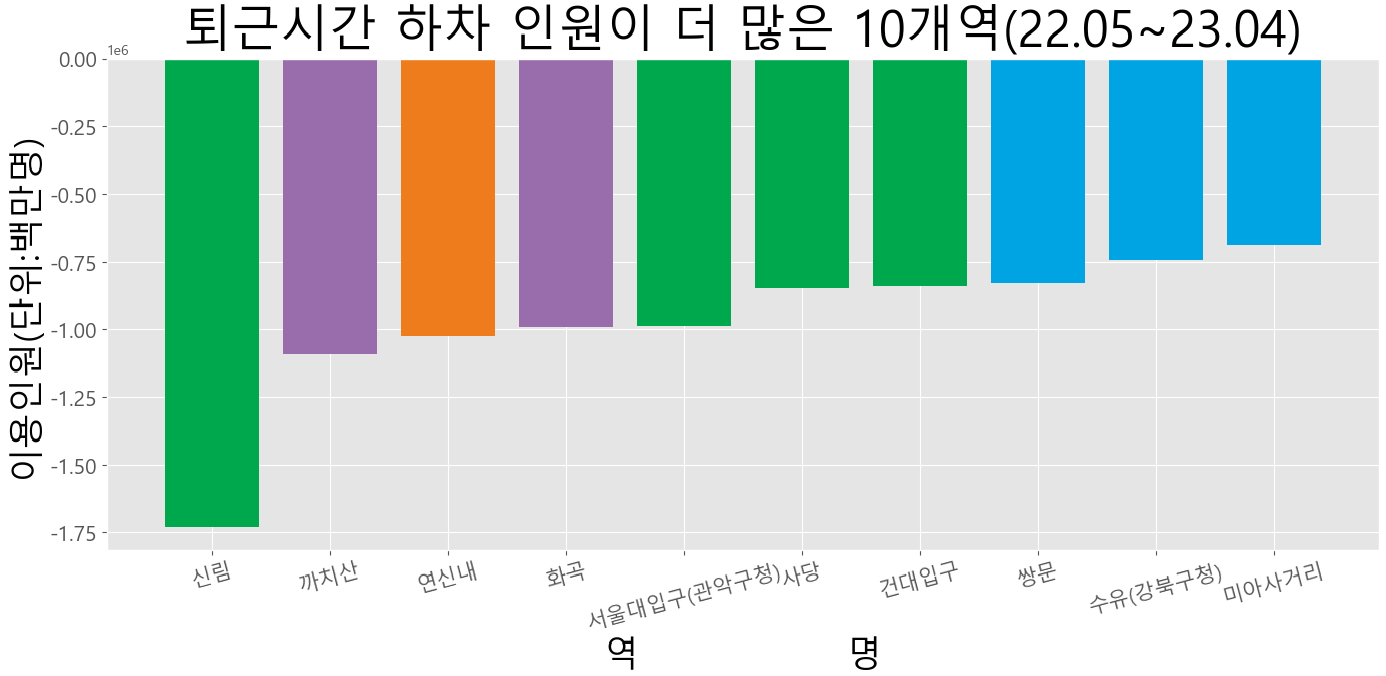 퇴근시간 하차 인원이 더 많은 10개역(22.05~23.04)
1e6
0.00
-0.25
-0.50
-0.75
-1.00
-1.25
-1.50
-1.75
이용인원(단위:백만명)
신림 까치산 연신내 화곡 서울대입구(관악구청) 사당 건대입구 쌍문 수유(강북구청) 미아사거리
역 명